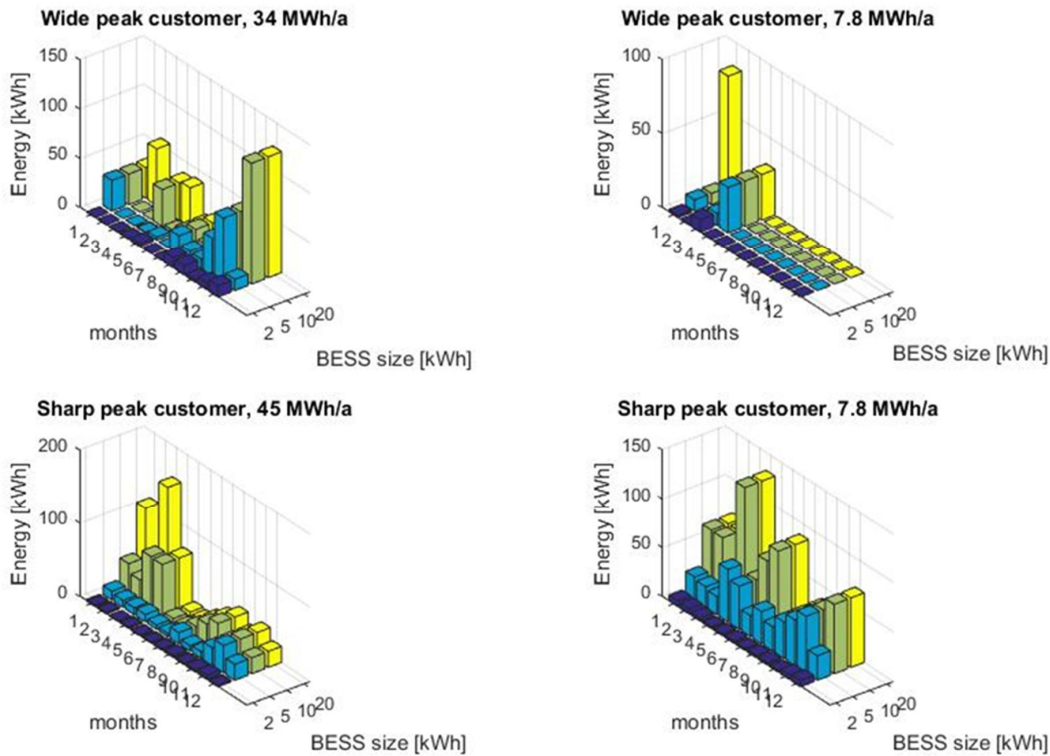 Wide peak customer, 34 MWh/a
150
100
50
0
Energy [kWh]
1 2 3 4 5 6 7 8 9 10 11 12
months
2 5 10 20
BESS size [kWh]
Wide peak customer, 7.8 MWh/a
100
50
0
Energy [kWh]
1 2 3 4 5 6 7 8 9 10 11 12
months
2 5 10 20
BESS size [kWh]
Sharp peak customer, 45 MWh/a
200
100
0
Energy [kWh]
1 2 3 4 5 6 7 8 9 10 11 12
months
2 5 10 20
BESS size [kWh]
Sharp peak customer, 7.8 MWh/a
150
100
50
0
Energy [kWh]
1 2 3 4 5 6 7 8 9 10 11 12
months
2 5 10 20
BESS size [kWh]